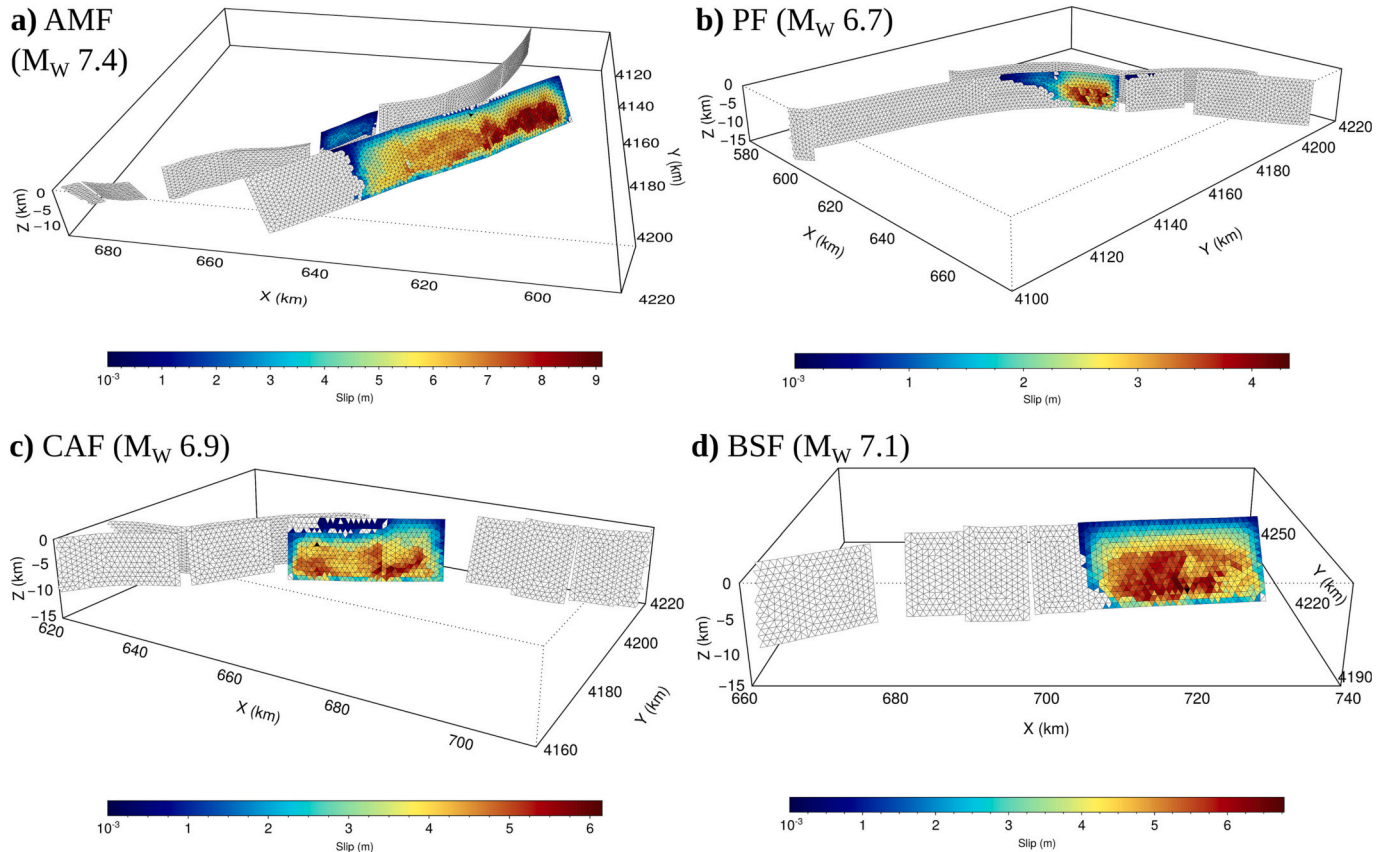 a) AMF
(M_W 7.4)
0
−5
−10
Z (km)
680
660
640
620
600
X (km)
4120
4140
4160
4180
4200
4220
Y (km)
10⁻³ 1 2 3 4 5 6 7 8 9
Slip (m)
b) PF (M_W 6.7)
0
−5
−10
−15
Z (km)
580
600
620
640
660
X (km)
4100
4120
4140
4160
4180
4200
4220
Y (km)
10⁻³ 1 2 3 4
Slip (m)
c) CAF (M_W 6.9)
0
−5
−10
−15
Z (km)
620
640
660
680
700
X (km)
4160
4180
4200
4220
Y (km)
10⁻³ 1 2 3 4 5 6
Slip (m)
d) BSF (M_W 7.1)
0
−5
−10
−15
Z (km)
660 680 700 720 740
X (km)
4190
4220
4250
Y (km)
10⁻³ 1 2 3 4 5 6
Slip (m)